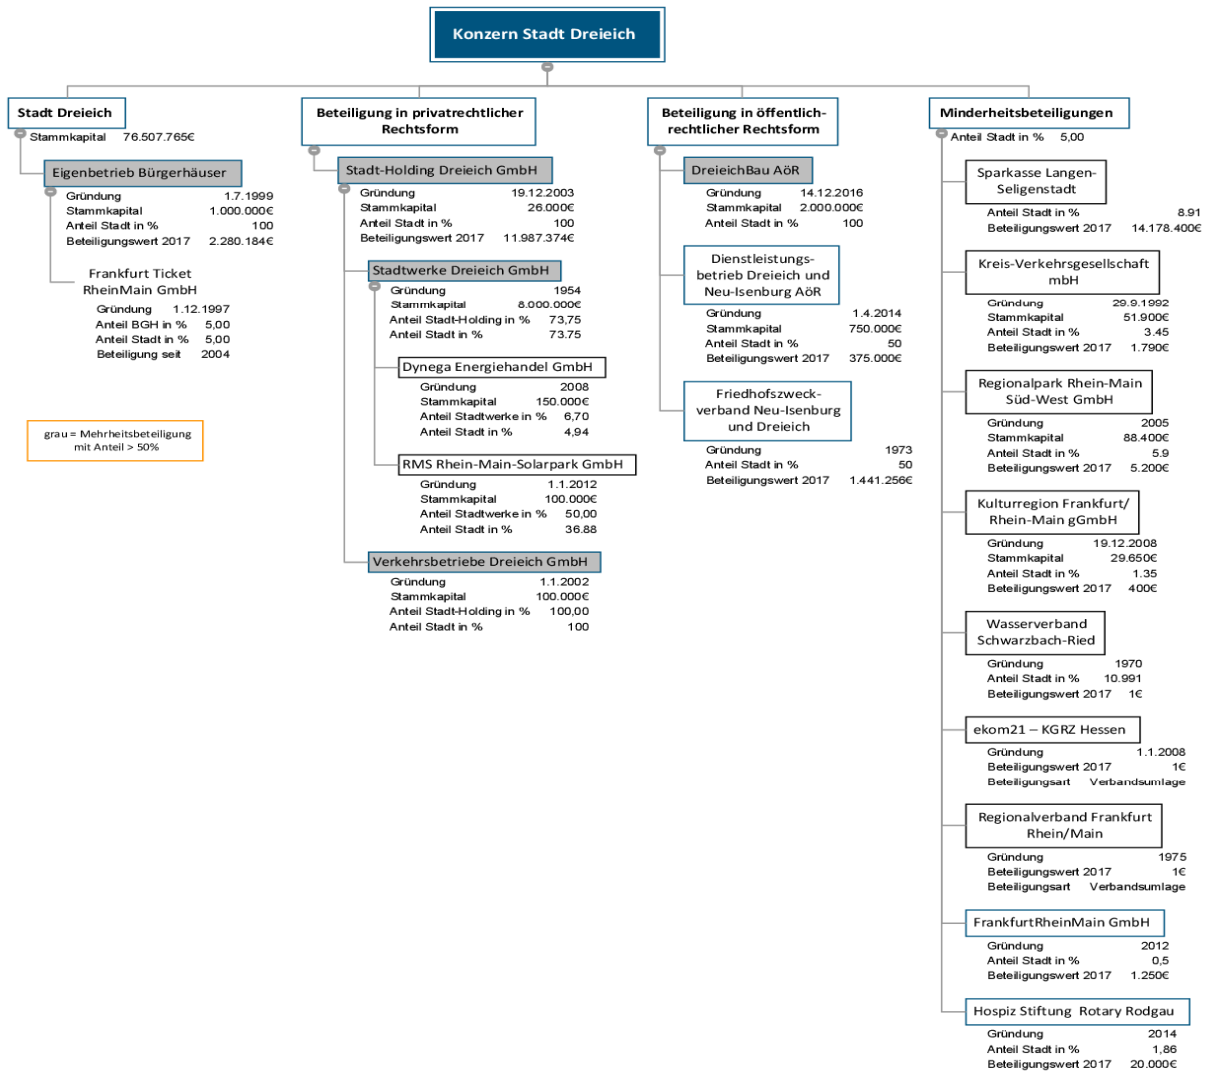 Konzern Stadt Dreieich
Stadt Dreieich
Stammkapital 76.507.765€
Eigenbetrieb Bürgerhäuser
Gründung 1.7.1999
Stammkapital 1.000.000€
Anteil Stadt in % 100
Beteiligungswert 2017 2.280.184€
Frankfurt Ticket
RheinMain GmbH
Gründung 1.12.1997
Anteil BGH in % 5,00
Anteil Stadt in % 5,00
Beteiligung seit 2004
grau = Mehrheitsbeteiligung
mit Anteil > 50%
Beteiligung in privatrechtlicher
Rechtsform
Stadt-Holding Dreieich GmbH
Gründung 19.12.2003
Stammkapital 26.000€
Anteil Stadt in % 100
Beteiligungswert 2017 11.987.374€
Stadtwerke Dreieich GmbH
Gründung 1954
Stammkapital 8.000.000€
Anteil Stadt-Holding in % 73,75
Anteil Stadt in % 73.75
Dynega Energiehandel GmbH
Gründung 2008
Stammkapital 150.000€
Anteil Stadtwerke in % 6,70
Anteil Stadt in % 4,94
RMS Rhein-Main-Solarpark GmbH
Gründung 1.1.2012
Stammkapital 100.000€
Anteil Stadtwerke in % 50,00
Anteil Stadt in % 36.88
Verkehrsbetriebe Dreieich GmbH
Gründung 1.1.2002
Stammkapital 100.000€
Anteil Stadt-Holding in % 100,00
Anteil Stadt in % 100
Beteiligung in öffentlich-
rechtlicher Rechtsform
DreieichBau AöR
Gründung 14.12.2016
Stammkapital 2.000.000€
Anteil Stadt in % 100
Dienstleistungs-
betrieb Dreieich und
Neu-Isenburg AöR
Gründung 1.4.2014
Stammkapital 750.000€
Anteil Stadt in % 50
Beteiligungswert 2017 375.000€
Friedhofszweck-
verband Neu-Isenburg
und Dreieich
Gründung 1973
Anteil Stadt in % 50
Beteiligungswert 2017 1.441.256€
Minderheitsbeteiligungen
Anteil Stadt in % 5,00
Sparkasse Langen-
Seligenstadt
Anteil Stadt in % 8.91
Beteiligungswert 2017 14.178.400€
Kreis-Verkehrsgesellschaft
mbH
Gründung 29.9.1992
Stammkapital 51.900€
Anteil Stadt in % 3.45
Beteiligungswert 2017 1.790€
Regionalpark Rhein-Main
Süd-West GmbH
Gründung 2005
Stammkapital 88.400€
Anteil Stadt in % 5.9
Beteiligungswert 2017 5.200€
Kulturregion Frankfurt/
Rhein-Main gGmbH
Gründung 19.12.2008
Stammkapital 29.650€
Anteil Stadt in % 1.35
Beteiligungswert 2017 400€
Wasserverband
Schwarzbach-Ried
Gründung 1970
Anteil Stadt in % 10.991
Beteiligungswert 2017 1€
ekom21 – KGRZ Hessen
Gründung 1.1.2008
Beteiligungswert 2017 1€
Beteiligungsart Verbandsumlage
Regionalverband Frankfurt
Rhein/Main
Gründung 1975
Beteiligungswert 2017 1€
Beteiligungsart Verbandsumlage
FrankfurtRheinMain GmbH
Gründung 2012
Anteil Stadt in % 0,5
Beteiligungswert 2017 1.250€
Hospiz Stiftung Rotary Rodgau
Gründung 2014
Anteil Stadt in % 1,86
Beteiligungswert 2017 20.000€